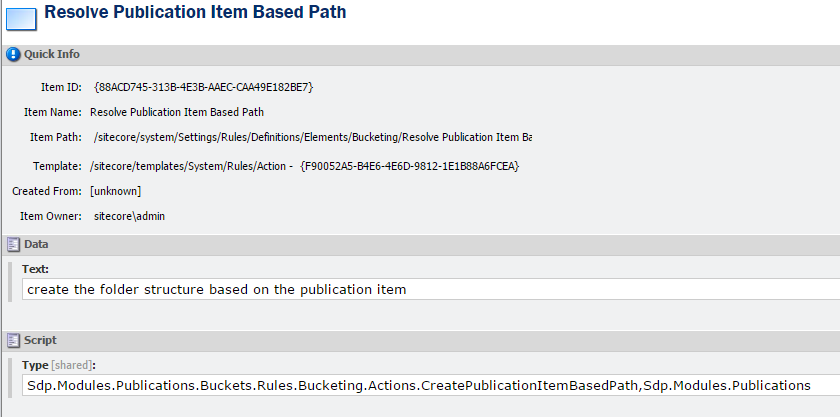 Resolve Publication Item Based Path
Quick Info
Item ID: {88ACD745-313B-4E3B-AAEC-CAA49E182BE7}
Item Name: Resolve Publication Item Based Path
Item Path: /sitecore/system/Settings/Rules/Definitions/Elements/Bucketing/Resolve Publication Item Ba
Template: /sitecore/templates/System/Rules/Action - {F90052A5-B4E6-4E6D-9812-1E1B88A6FCEA}
Created From: [unknown]
Item Owner: sitecore\admin
Data
Text:
create the folder structure based on the publication item
Script
Type [shared]:
Sdp.Modules.Publications.Buckets.Rules.Bucketing.Actions.CreatePublicationItemBasedPath,Sdp.Modules.Publications